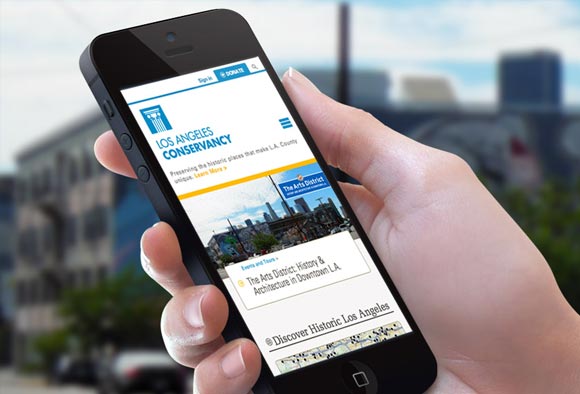 Sign in
DONATE
LOS ANGELES
CONSERVANCY
Preserving the historic places that make L.A. County
unique. Learn More >
The Arts District
Events and Tours >
The Arts District: History &
Architecture in Downtown L.A.
Discover Historic Los Angeles